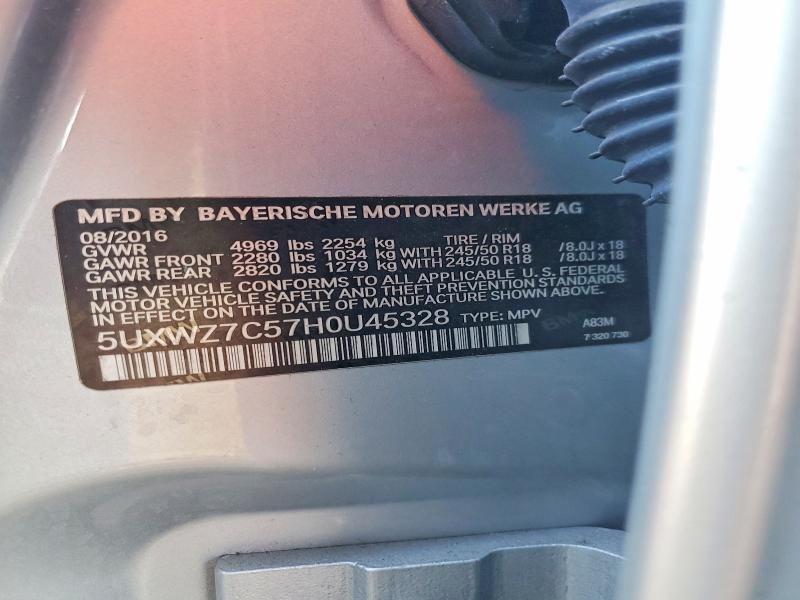 MFD BY BAYERISCHE MOTOREN WERKE AG
08/2016
GVWR 4969 lbs 2254 kg TIRE / RIM
GAWR FRONT 2280 lbs 1034 kg WITH 245/50 R18 /8.0J x 18
GAWR REAR 2820 lbs 1279 kg WITH 245/50 R18 /8.0J x 18
THIS VEHICLE CONFORMS TO ALL APPLICABLE U.S. FEDERAL
MOTOR VEHICLE SAFETY AND THEFT PREVENTION STANDARDS
IN EFFECT ON THE DATE OF MANUFACTURE SHOWN ABOVE.
5UXWZ7C57H0U45328 TYPE: MPV A83M
7 320 730